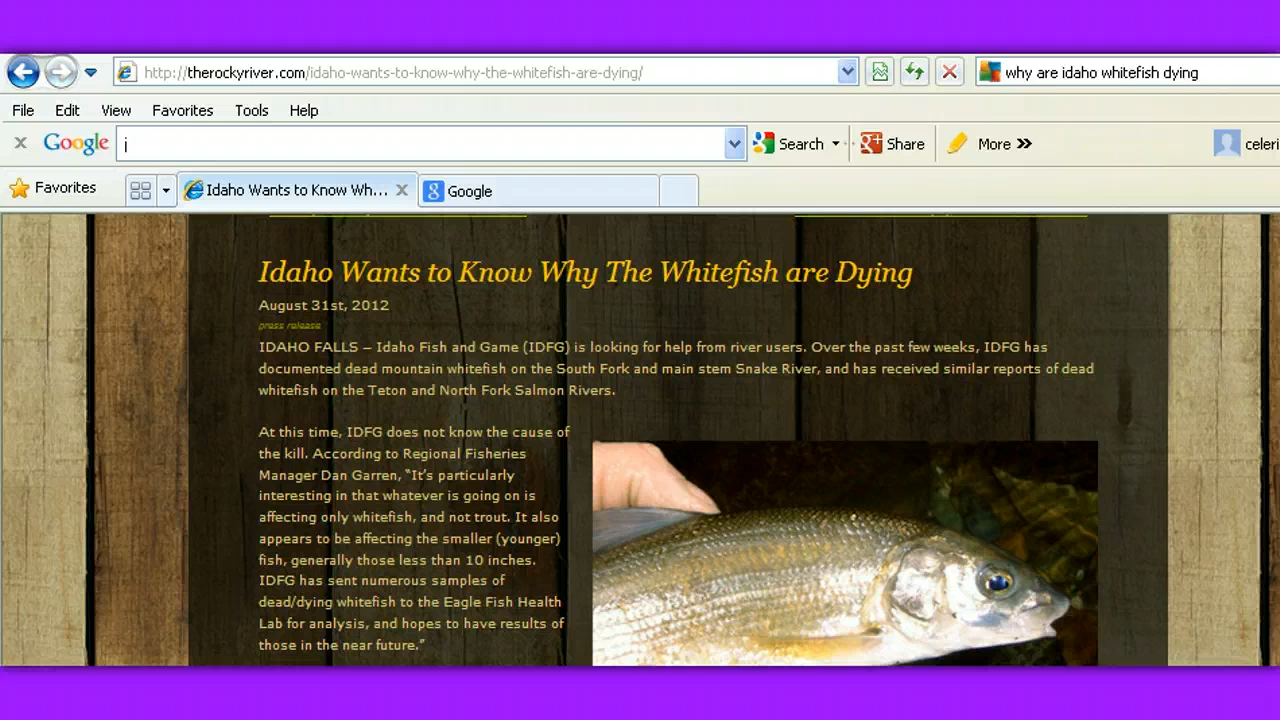 http://therockyriver.com/idaho-wants-to-know-why-the-whitefish-are-dying/
why are idaho whitefish dying
File Edit View Favorites Tools Help
Google
i
Search
Share
More
celeri
Favorites
Idaho Wants to Know Wh...
Google
Idaho Wants to Know Why The Whitefish are Dying
August 31st, 2012
press release
IDAHO FALLS – Idaho Fish and Game (IDFG) is looking for help from river users. Over the past few weeks, IDFG has
documented dead mountain whitefish on the South Fork and main stem Snake River, and has received similar reports of dead
whitefish on the Teton and North Fork Salmon Rivers.
At this time, IDFG does not know the cause of
the kill. According to Regional Fisheries
Manager Dan Garren, “It’s particularly
interesting in that whatever is going on is
affecting only whitefish, and not trout. It also
appears to be affecting the smaller (younger)
fish, generally those less than 10 inches.
IDFG has sent numerous samples of
dead/dying whitefish to the Eagle Fish Health
Lab for analysis, and hopes to have results of
those in the near future.”